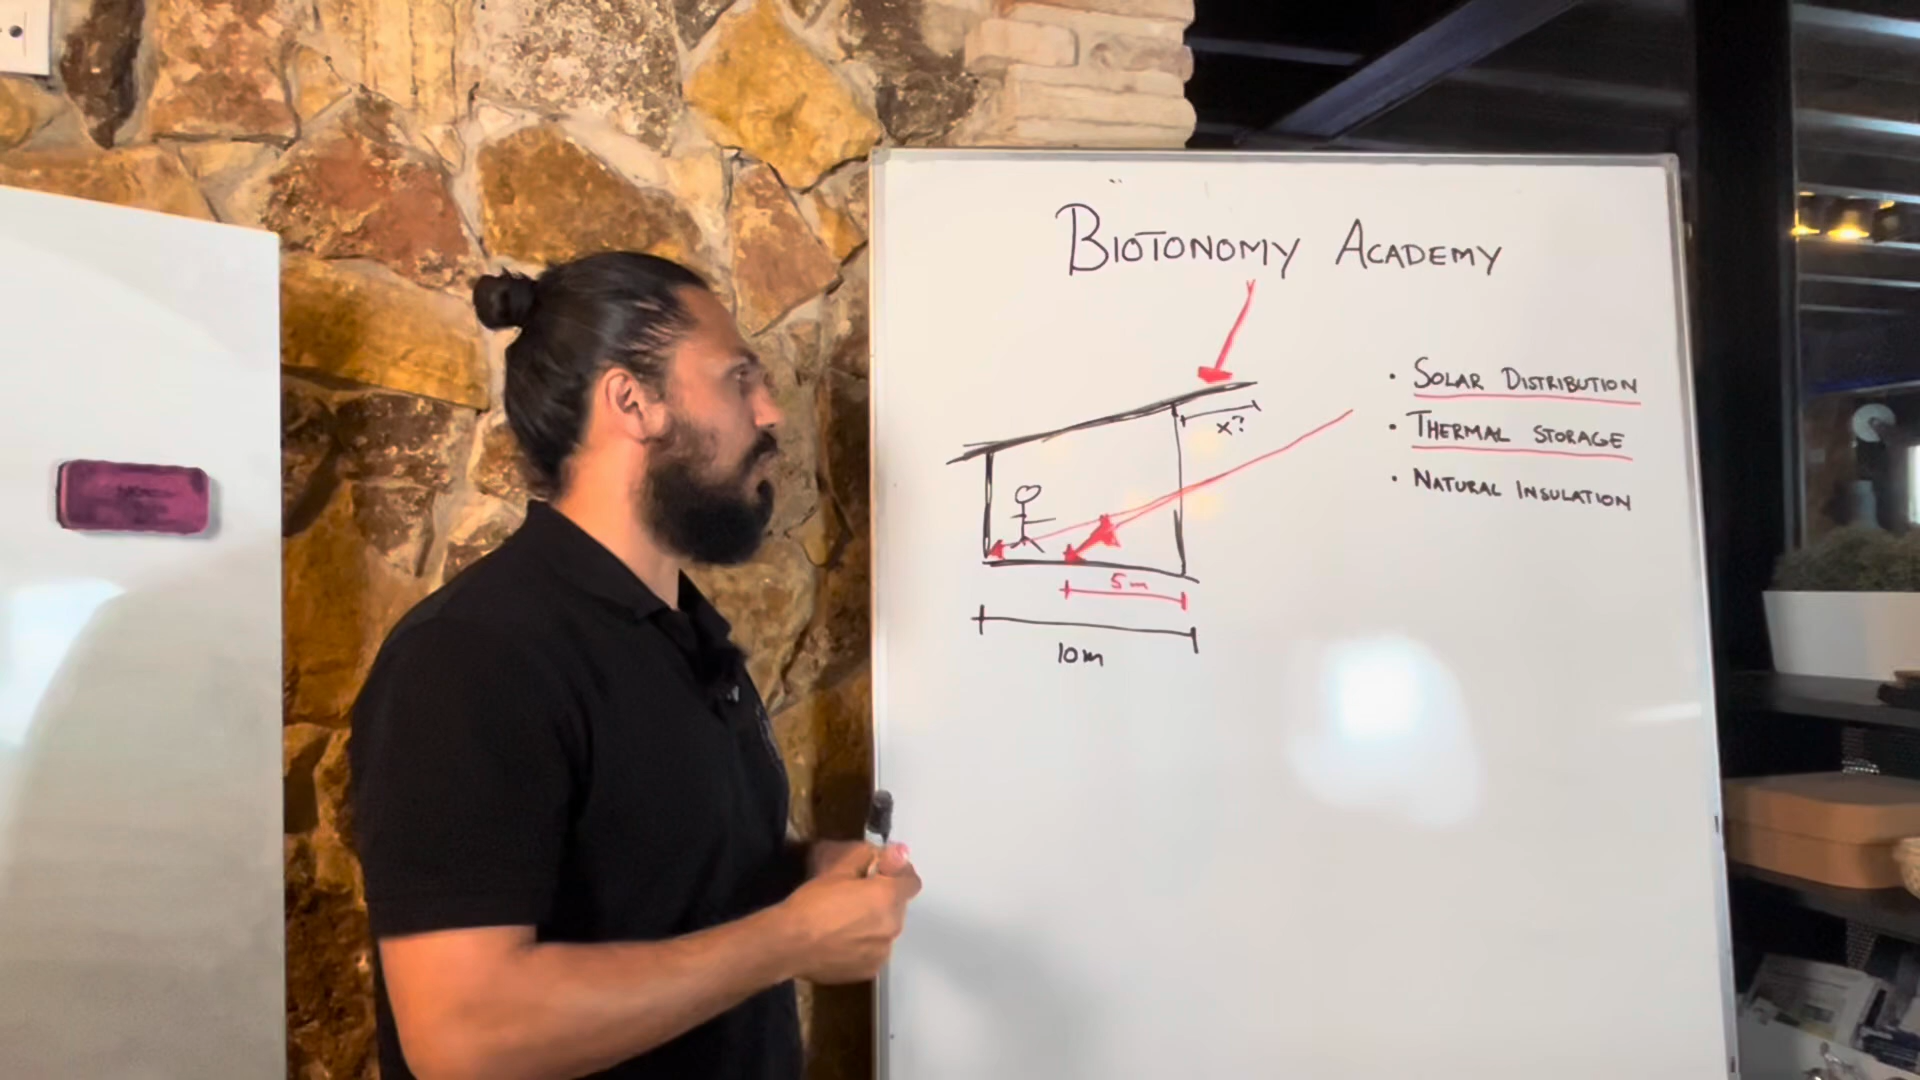 BIOTONOMY ACADEMY
• SOLAR DISTRIBUTION
x?
• THERMAL STORAGE
• NATURAL INSULATION
5m
10m